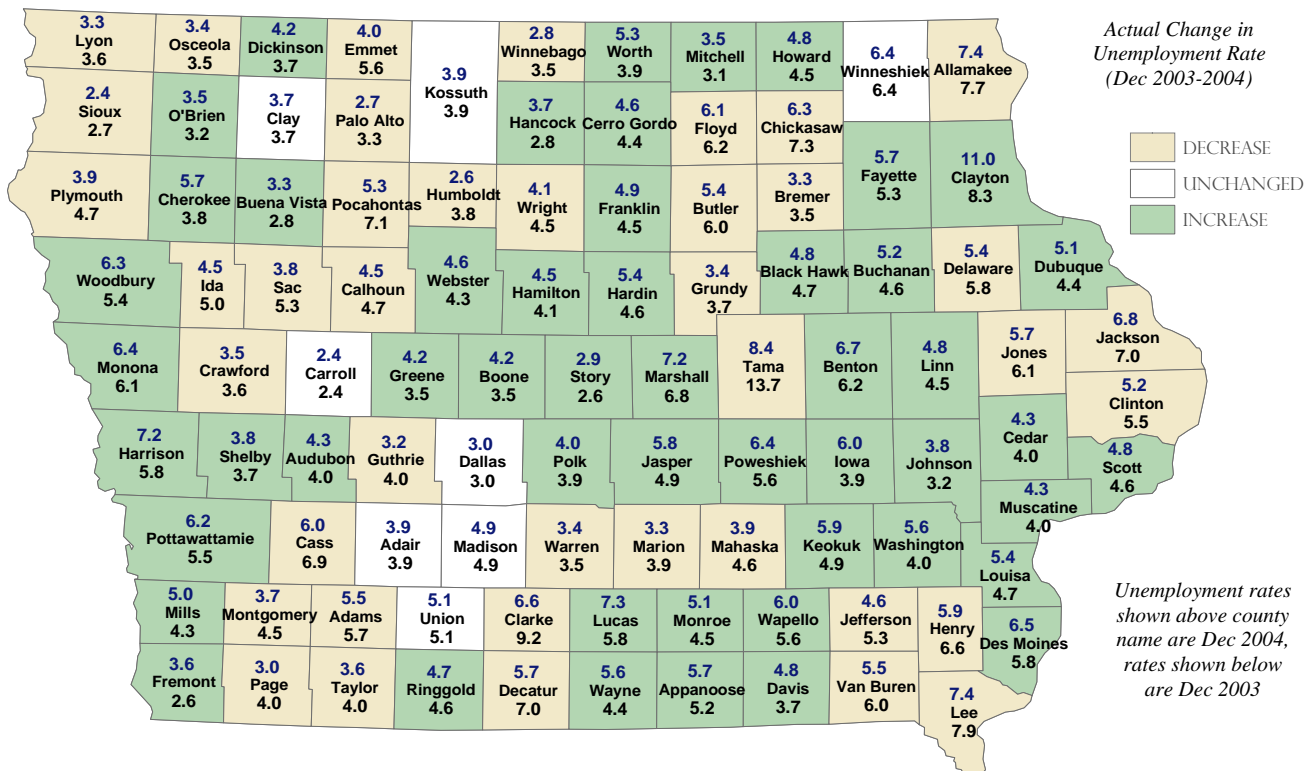 Actual Change in
Unemployment Rate
(Dec 2003-2004)
DECREASE
UNCHANGED
INCREASE
3.3
Lyon
3.6
3.4
Osceola
3.5
4.2
Dickinson
3.7
4.0
Emmet
5.6
3.9
Kossuth
3.9
2.8
Winnebago
3.5
5.3
Worth
3.9
3.5
Mitchell
3.1
4.8
Howard
4.5
6.4
Winneshiek
6.4
7.4
Allamakee
7.7
2.4
Sioux
2.7
3.5
O'Brien
3.2
3.7
Clay
3.7
2.7
Palo Alto
3.3
3.7
Hancock
2.8
4.6
Cerro Gordo
4.4
6.1
Floyd
6.2
6.3
Chickasaw
7.3
5.7
Fayette
5.3
11.0
Clayton
8.3
3.9
Plymouth
4.7
5.7
Cherokee
3.8
3.3
Buena Vista
2.8
5.3
Pocahontas
7.1
2.6
Humboldt
3.8
4.1
Wright
4.5
4.9
Franklin
4.5
5.4
Butler
6.0
3.3
Bremer
3.5
6.3
Woodbury
5.4
4.5
Ida
5.0
3.8
Sac
5.3
4.5
Calhoun
4.7
4.6
Webster
4.3
4.5
Hamilton
4.1
5.4
Hardin
4.6
3.4
Grundy
3.7
4.8
Black Hawk
4.7
5.2
Buchanan
4.6
5.4
Delaware
5.8
5.1
Dubuque
4.4
6.4
Monona
6.1
3.5
Crawford
3.6
2.4
Carroll
2.4
4.2
Greene
3.5
4.2
Boone
3.5
2.9
Story
2.6
7.2
Marshall
6.8
8.4
Tama
13.7
6.7
Benton
6.2
4.8
Linn
4.5
5.7
Jones
6.1
6.8
Jackson
7.0
5.2
Clinton
5.5
7.2
Harrison
5.8
3.8
Shelby
3.7
4.3
Audubon
4.0
3.2
Guthrie
4.0
3.0
Dallas
3.0
4.0
Polk
3.9
5.8
Jasper
4.9
6.4
Poweshiek
5.6
6.0
Iowa
3.9
3.8
Johnson
3.2
4.3
Cedar
4.0
4.8
Scott
4.6
4.3
Muscatine
4.0
6.2
Pottawattamie
5.5
6.0
Cass
6.9
3.9
Adair
3.9
4.9
Madison
4.9
3.4
Warren
3.5
3.3
Marion
3.9
3.9
Mahaska
4.6
5.9
Keokuk
4.9
5.6
Washington
4.0
5.4
Louisa
4.7
5.0
Mills
4.3
3.7
Montgomery
4.5
5.5
Adams
5.7
5.1
Union
5.1
6.6
Clarke
9.2
7.3
Lucas
5.8
5.1
Monroe
4.5
6.0
Wapello
5.6
4.6
Jefferson
5.3
5.9
Henry
6.6
6.5
Des Moines
5.8
3.6
Fremont
2.6
3.0
Page
4.0
3.6
Taylor
4.0
4.7
Ringgold
4.6
5.7
Decatur
7.0
5.6
Wayne
4.4
5.7
Appanoose
5.2
4.8
Davis
3.7
5.5
Van Buren
6.0
7.4
Lee
7.9
Unemployment rates
shown above county
name are Dec 2004,
rates shown below
are Dec 2003